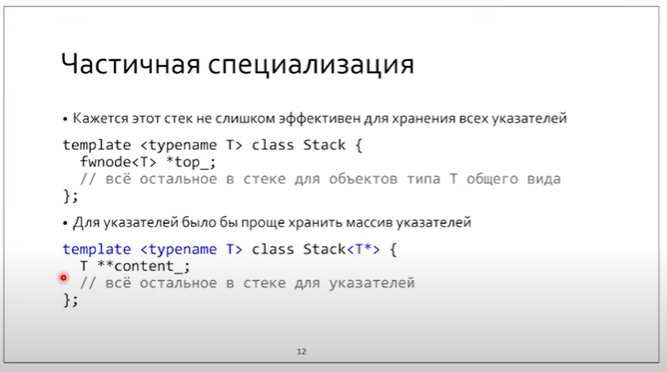 Частичная специализация
• Кажется этот стек не слишком эффективен для хранения всех указателей
template <typename T> class Stack {
  fwnode<T> *top_;
  // всё остальное в стеке для объектов типа T общего вида
};
• Для указателей было бы проще хранить массив указателей
template <typename T> class Stack<T*> {
  T **content_;
  // всё остальное в стеке для указателей
};
12